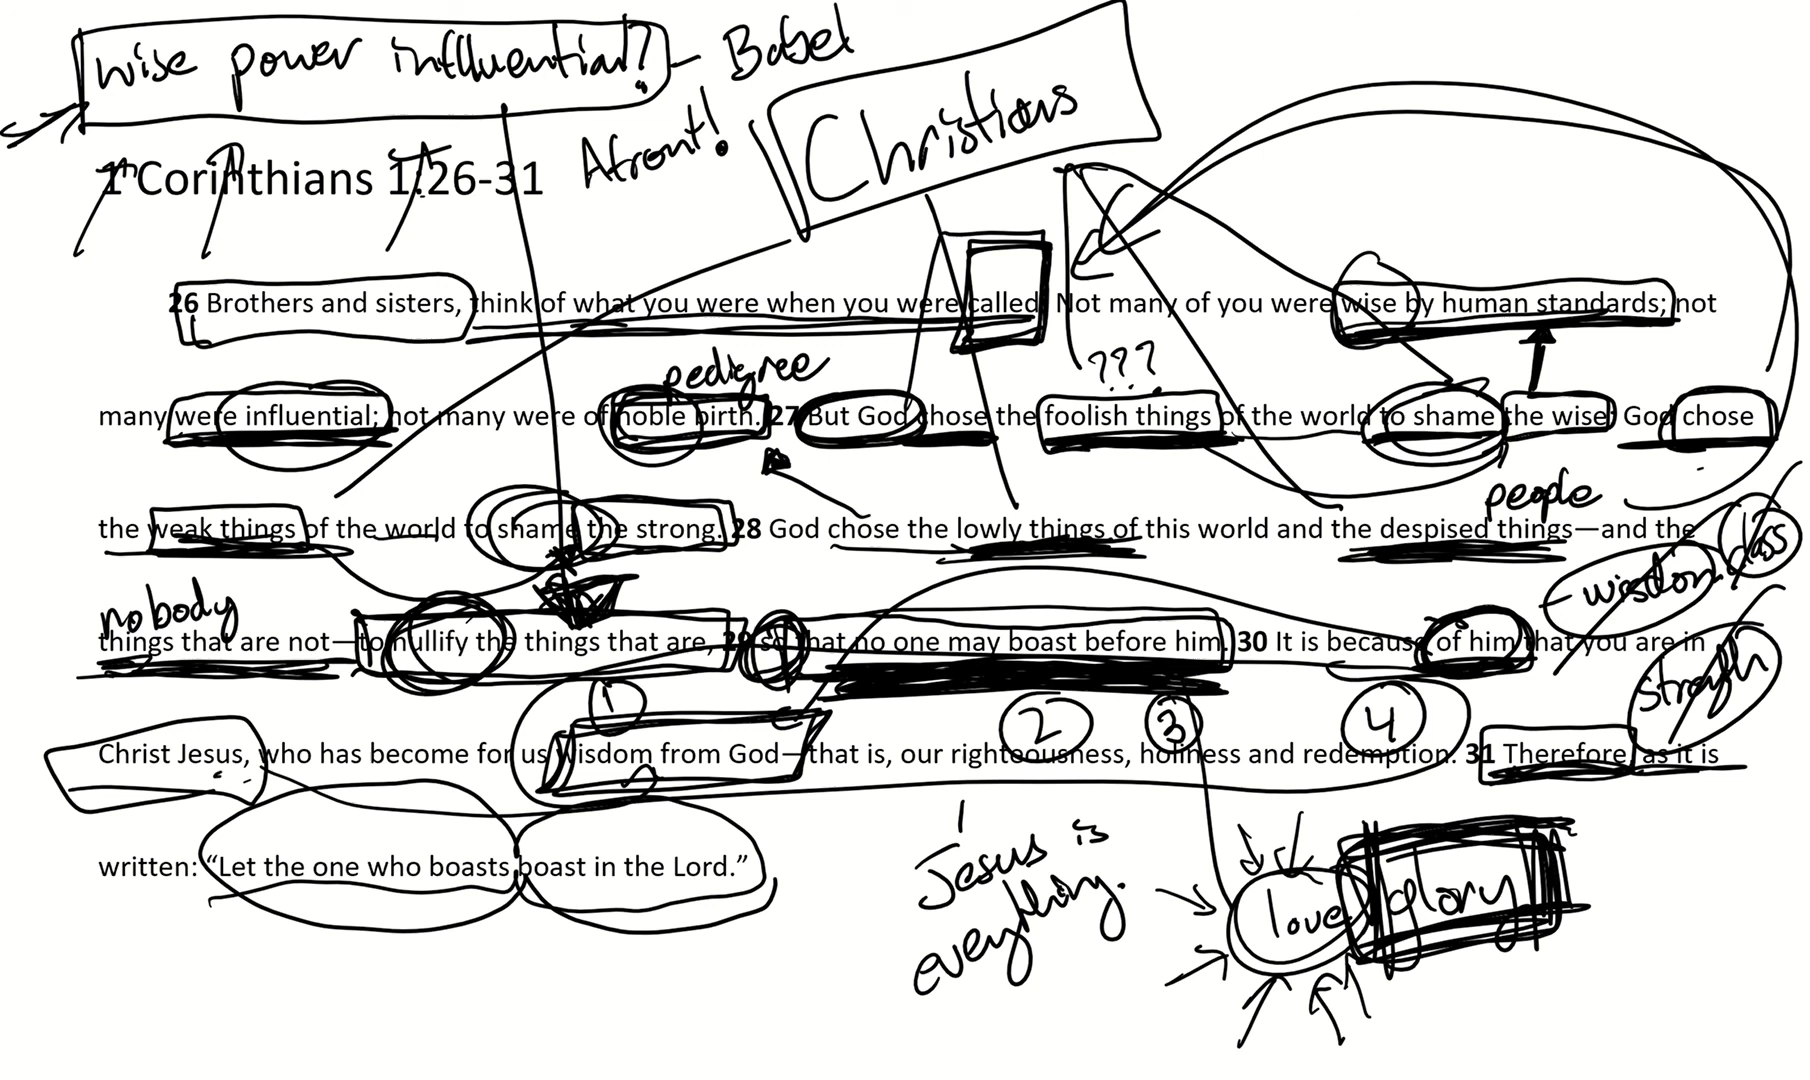 wise power influential? - Babel
Afront!
Christians
1 Corinthians 1:26-31
26 Brothers and sisters, think of what you were when you were called. Not many of you were wise by human standards; not
pedigree
???
many were influential; not many were of noble birth. 27 But God chose the foolish things of the world to shame the wise; God chose
people
the weak things of the world to shame the strong. 28 God chose the lowly things of this world and the despised things—and the
class
- wisdom
nobody
things that are not—to nullify the things that are, 29 so that no one may boast before him. 30 It is because of him that you are in
strength
1 2 3 4
Christ Jesus, who has become for us wisdom from God—that is, our righteousness, holiness and redemption. 31 Therefore, as it is
written: “Let the one who boasts boast in the Lord.”
Jesus is
everything.
love glory